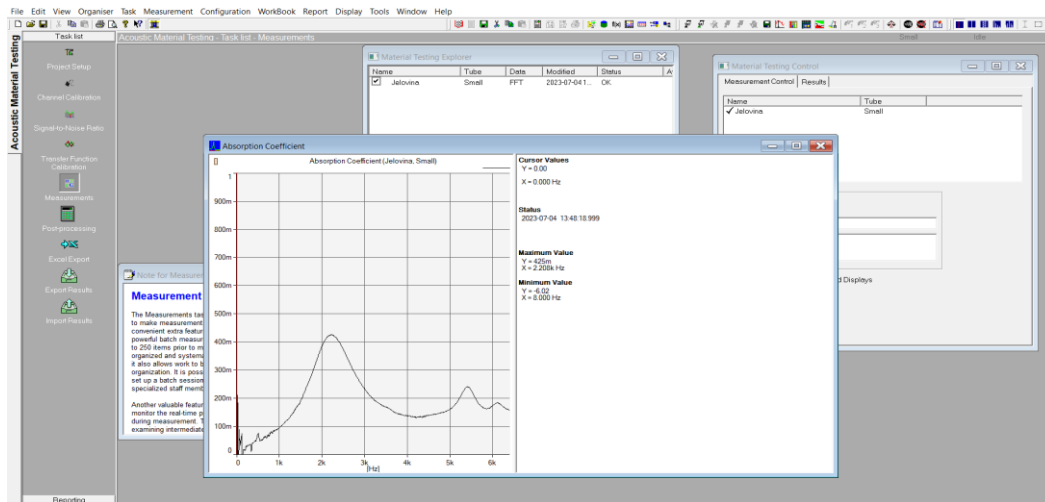 File Edit View Organiser Task Measurement Configuration WorkBook Report Display Tools Window Help
Task list
Acoustic Material Testing - Task list - Measurements
Small
Idle
Acoustic Material Testing
Project Setup
Channel Calibration
Signal-to-Noise Ratio
Transfer Function
Calibration
Measurements
Post-processing
Excel Export
Export Results
Import Results
Reporting
Material Testing Explorer
Name Tube Data Modified Status
Jelovina Small FFT 2023-07-04 1... OK
Material Testing Control
Measurement Control Results
Name Tube
Jelovina Small
d Displays
Absorption Coefficient
[] Absorption Coefficient (Jelovina, Small)
1
900m
800m
700m
600m
500m
400m
300m
200m
100m
0
0 1k 2k 3k 4k 5k 6k
[Hz]
Cursor Values
Y = 0.00
X = 0.000 Hz
Status
2023-07-04 13:48:18.999
Maximum Value
Y = 425m
X = 2.208k Hz
Minimum Value
Y = -6.02
X = 8.000 Hz
Note for Measurem
Measurement
The Measurements tas
to make measurement
convenient extra featur
powerful batch measur
to 250 items prior to m
organized and systema
it also allows work to b
organization. It is poss
set up a batch session
specialized staff memb
Another valuable featur
monitor the real-time p
during measurement. T
examining intermediate